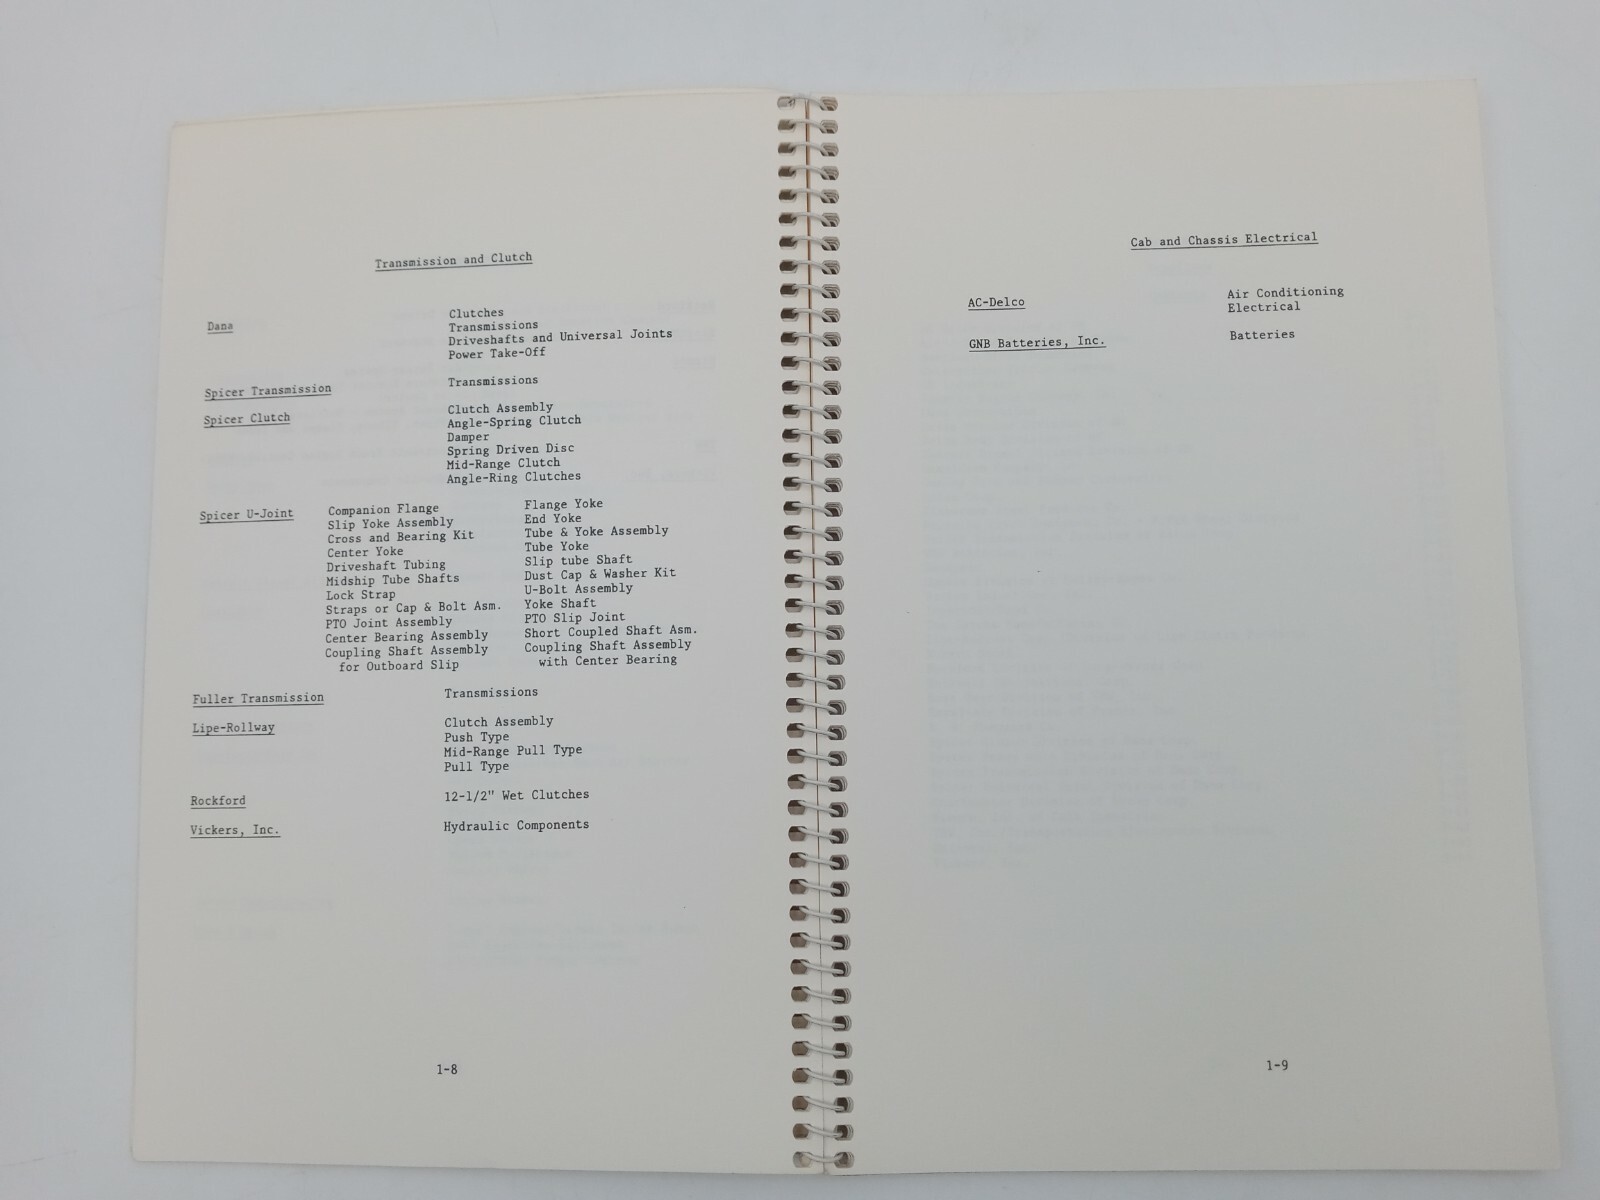 Transmission and Clutch
Dana
Clutches
Transmissions
Driveshafts and Universal Joints
Power Take-Off
Spicer Transmission
Transmissions
Spicer Clutch
Clutch Assembly
Angle-Spring Clutch
Damper
Spring Driven Disc
Mid-Range Clutch
Angle-Ring Clutches
Spicer U-Joint
Companion Flange
Slip Yoke Assembly
Cross and Bearing Kit
Center Yoke
Driveshaft Tubing
Midship Tube Shafts
Lock Strap
Straps or Cap & Bolt Asm.
PTO Joint Assembly
Center Bearing Assembly
Coupling Shaft Assembly
for Outboard Slip
Flange Yoke
End Yoke
Tube & Yoke Assembly
Tube Yoke
Slip tube Shaft
Dust Cap & Washer Kit
U-Bolt Assembly
Yoke Shaft
PTO Slip Joint
Short Coupled Shaft Asm.
Coupling Shaft Assembly
with Center Bearing
Fuller Transmission
Transmissions
Lipe-Rollway
Clutch Assembly
Push Type
Mid-Range Pull Type
Pull Type
Rockford
12-1/2" Wet Clutches
Vickers, Inc.
Hydraulic Components
1-8
Cab and Chassis Electrical
AC-Delco
Air Conditioning
Electrical
GNB Batteries, Inc.
Batteries
1-9